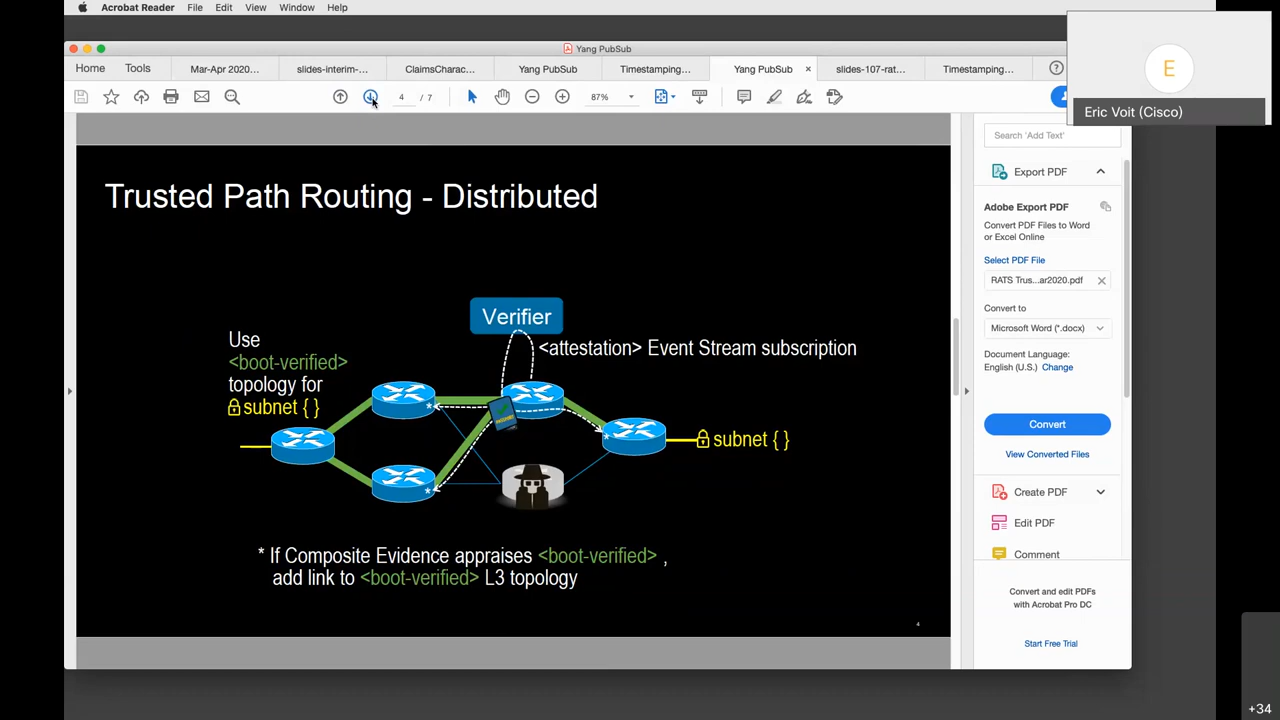 Acrobat Reader File Edit View Window Help
Yang PubSub
Home Tools Mar-Apr 2020... slides-interim-... ClaimsCharac... Yang PubSub Timestamping... Yang PubSub × slides-107-rat... Timestamping...
4 / 7 87%
E
Eric Voit (Cisco)
Trusted Path Routing - Distributed
Verifier
<attestation> Event Stream subscription
Use
<boot-verified>
topology for
subnet { }
*
*
*
subnet { }
* If Composite Evidence appraises <boot-verified> ,
add link to <boot-verified> L3 topology
4
Search 'Add Text'
Export PDF
Adobe Export PDF
Convert PDF Files to Word
or Excel Online
Select PDF File
RATS Trus...ar2020.pdf
Convert to
Microsoft Word (*.docx)
Document Language:
English (U.S.) Change
Convert
View Converted Files
Create PDF
Edit PDF
Comment
Convert and edit PDFs
with Acrobat Pro DC
Start Free Trial
+34